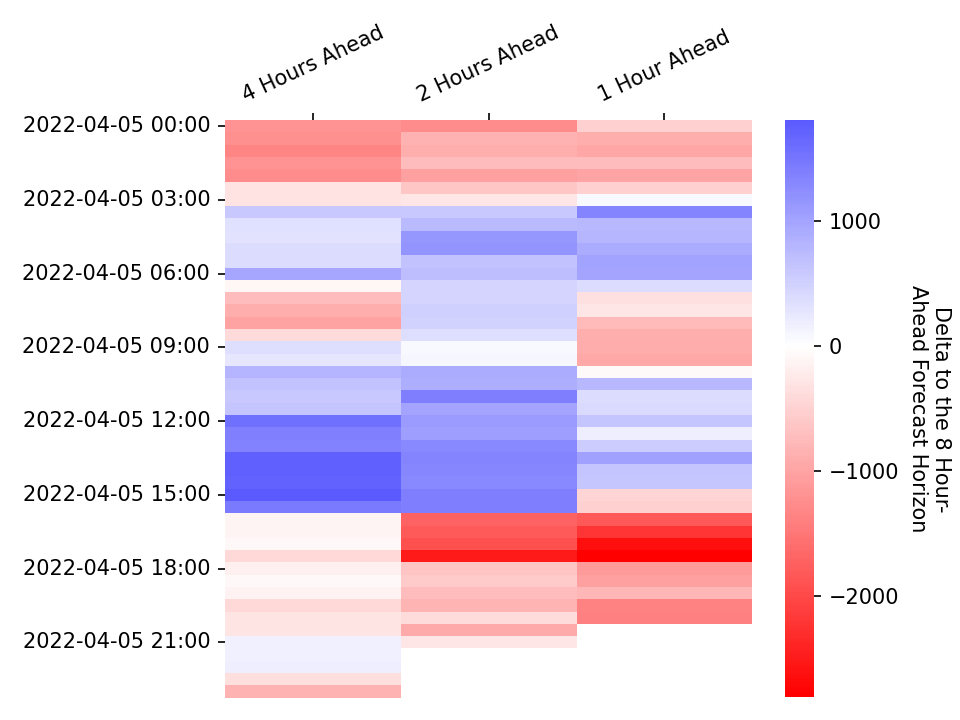 4 Hours Ahead
2 Hours Ahead
1 Hour Ahead
2022-04-05 00:00
2022-04-05 03:00
2022-04-05 06:00
2022-04-05 09:00
2022-04-05 12:00
2022-04-05 15:00
2022-04-05 18:00
2022-04-05 21:00
1000
0
−1000
−2000
Delta to the 8 Hour-
Ahead Forecast Horizon